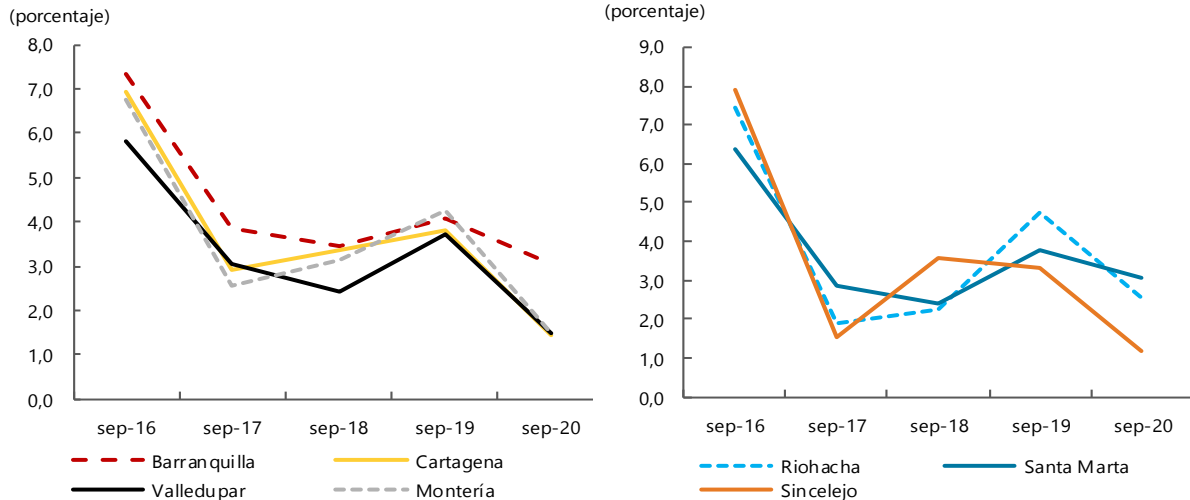 (porcentaje)
8,0
7,0
6,0
5,0
4,0
3,0
2,0
1,0
0,0
sep-16 sep-17 sep-18 sep-19 sep-20
Barranquilla Cartagena
Valledupar Montería
(porcentaje)
9,0
8,0
7,0
6,0
5,0
4,0
3,0
2,0
1,0
0,0
sep-16 sep-17 sep-18 sep-19 sep-20
Riohacha Santa Marta
Sincelejo